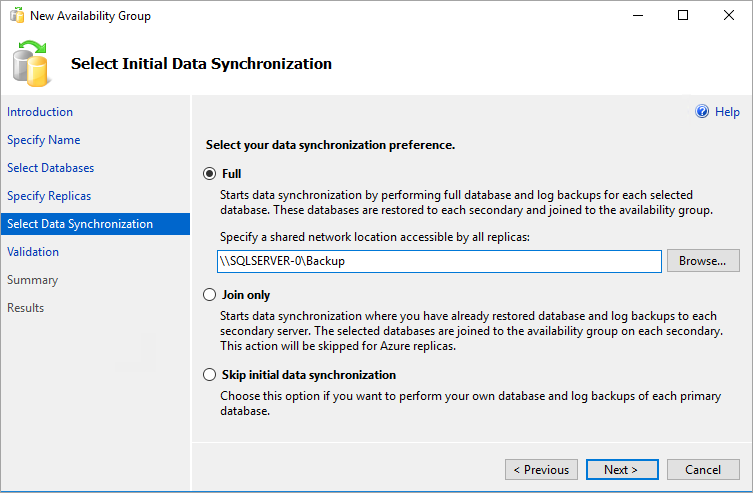 New Availability Group
Select Initial Data Synchronization
Introduction
Specify Name
Select Databases
Specify Replicas
Select Data Synchronization
Validation
Summary
Results
Help
Select your data synchronization preference.
Full
Starts data synchronization by performing full database and log backups for each selected
database. These databases are restored to each secondary and joined to the availability group.
Specify a shared network location accessible by all replicas:
\\SQLSERVER-0\Backup
Browse...
Join only
Starts data synchronization where you have already restored database and log backups to each
secondary server. The selected databases are joined to the availability group on each secondary.
This action will be skipped for Azure replicas.
Skip initial data synchronization
Choose this option if you want to perform your own database and log backups of each primary
database.
< Previous
Next >
Cancel